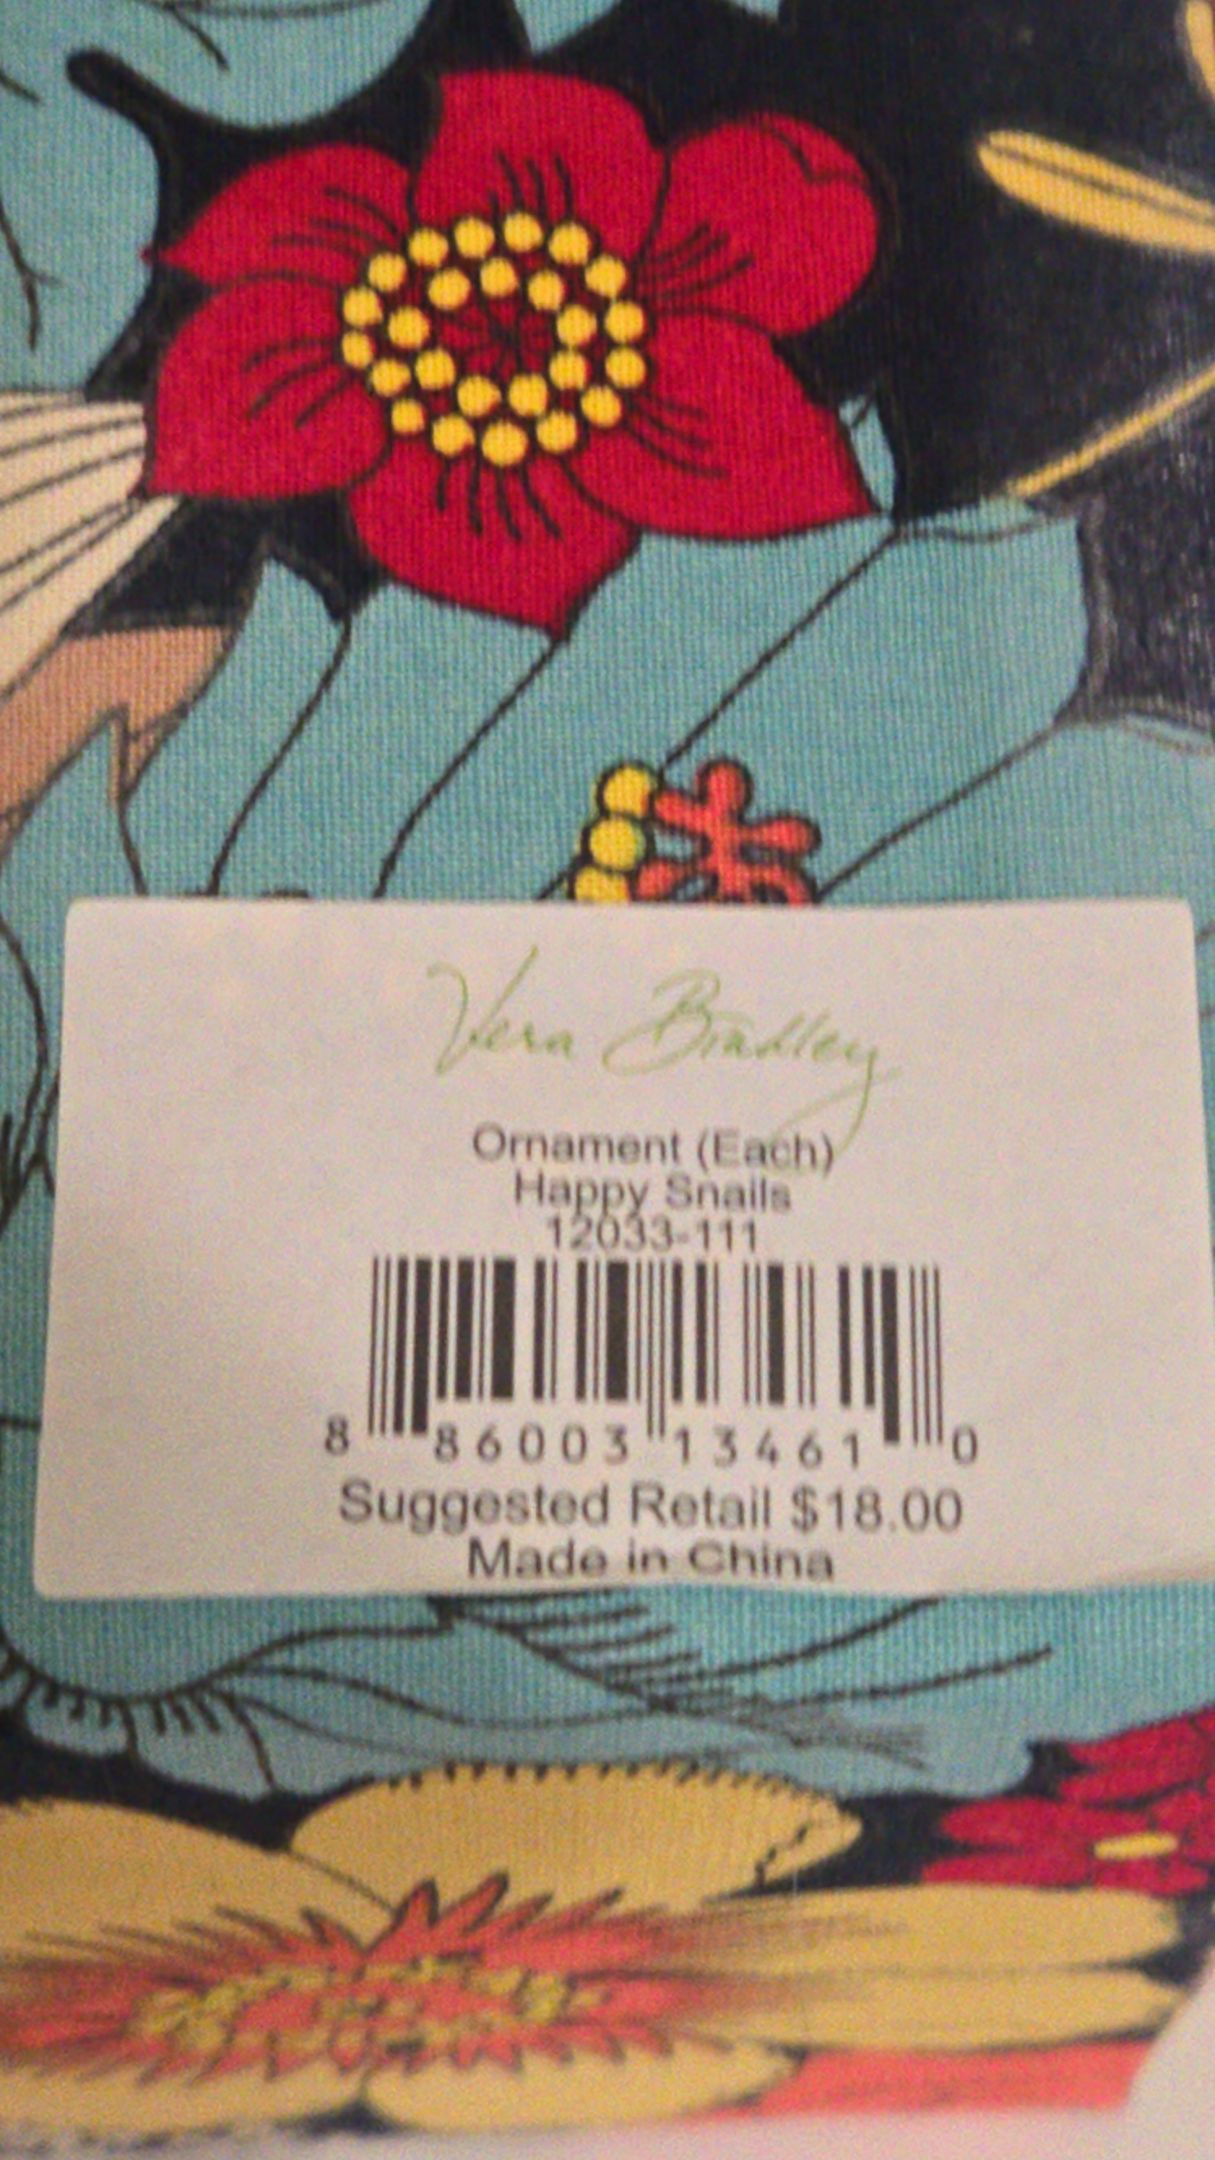 Vera Bradley
Ornament (Each)
Happy Snails
12033-111
8 86003 13461 0
Suggested Retail $18.00
Made in China